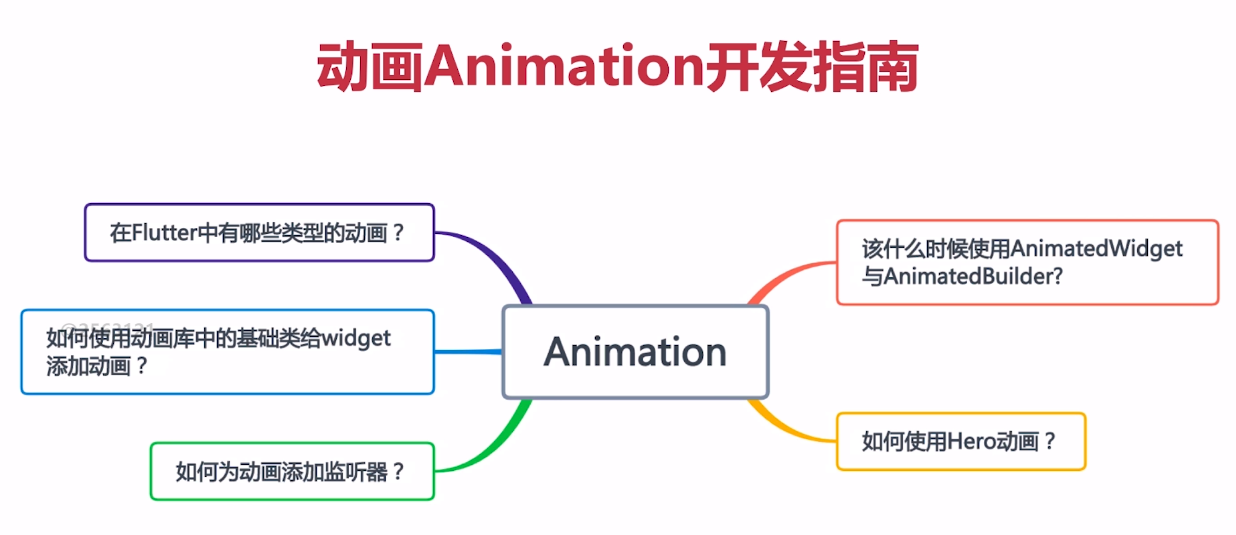 动画Animation开发指南
在Flutter中有哪些类型的动画？
如何使用动画库中的基础类给widget
添加动画？
如何为动画添加监听器？
Animation
该什么时候使用AnimatedWidget
与AnimatedBuilder?
如何使用Hero动画？